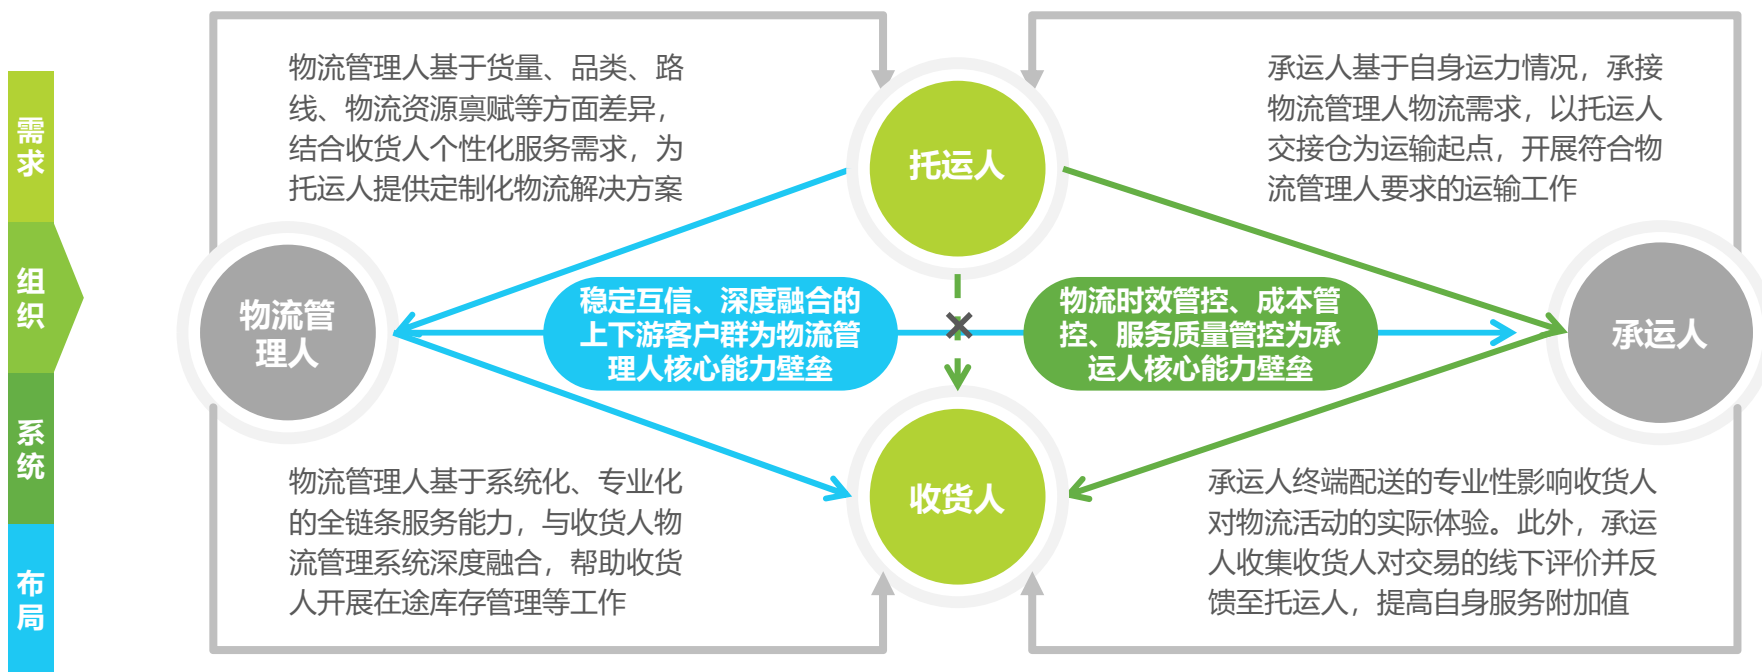 需
求
组
织
系
统
布
局
物流管理人基于货量、品类、路
线、物流资源禀赋等方面差异，
结合收货人个性化服务需求，为
托运人提供定制化物流解决方案
托运人
承运人基于自身运力情况，承接
物流管理人物流需求，以托运人
交接仓为运输起点，开展符合物
流管理人要求的运输工作
物流管
理人
稳定互信、深度融合的
上下游客户群为物流管
理人核心能力壁垒
物流时效管控、成本管
控、服务质量管控为承
运人核心能力壁垒
承运人
物流管理人基于系统化、专业化
的全链条服务能力，与收货人物
流管理系统深度融合，帮助收货
人开展在途库存管理等工作
收货人
承运人终端配送的专业性影响收货人
对物流活动的实际体验。此外，承运
人收集收货人对交易的线下评价并反
馈至托运人，提高自身服务附加值